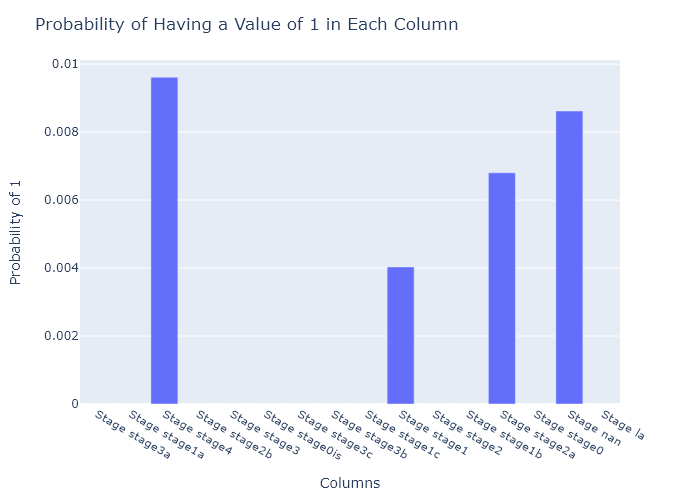 Probability of Having a Value of 1 in Each Column
Probability of 1
0.01
0.008
0.006
0.004
0.002
0
Stage stage3a
Stage stage1a
Stage stage4
Stage stage2b
Stage stage3
Stage stage0is
Stage stage3c
Stage stage3b
Stage stage1c
Stage stage1
Stage stage2
Stage stage1b
Stage stage2a
Stage stage0
Stage nan
Stage la
Columns